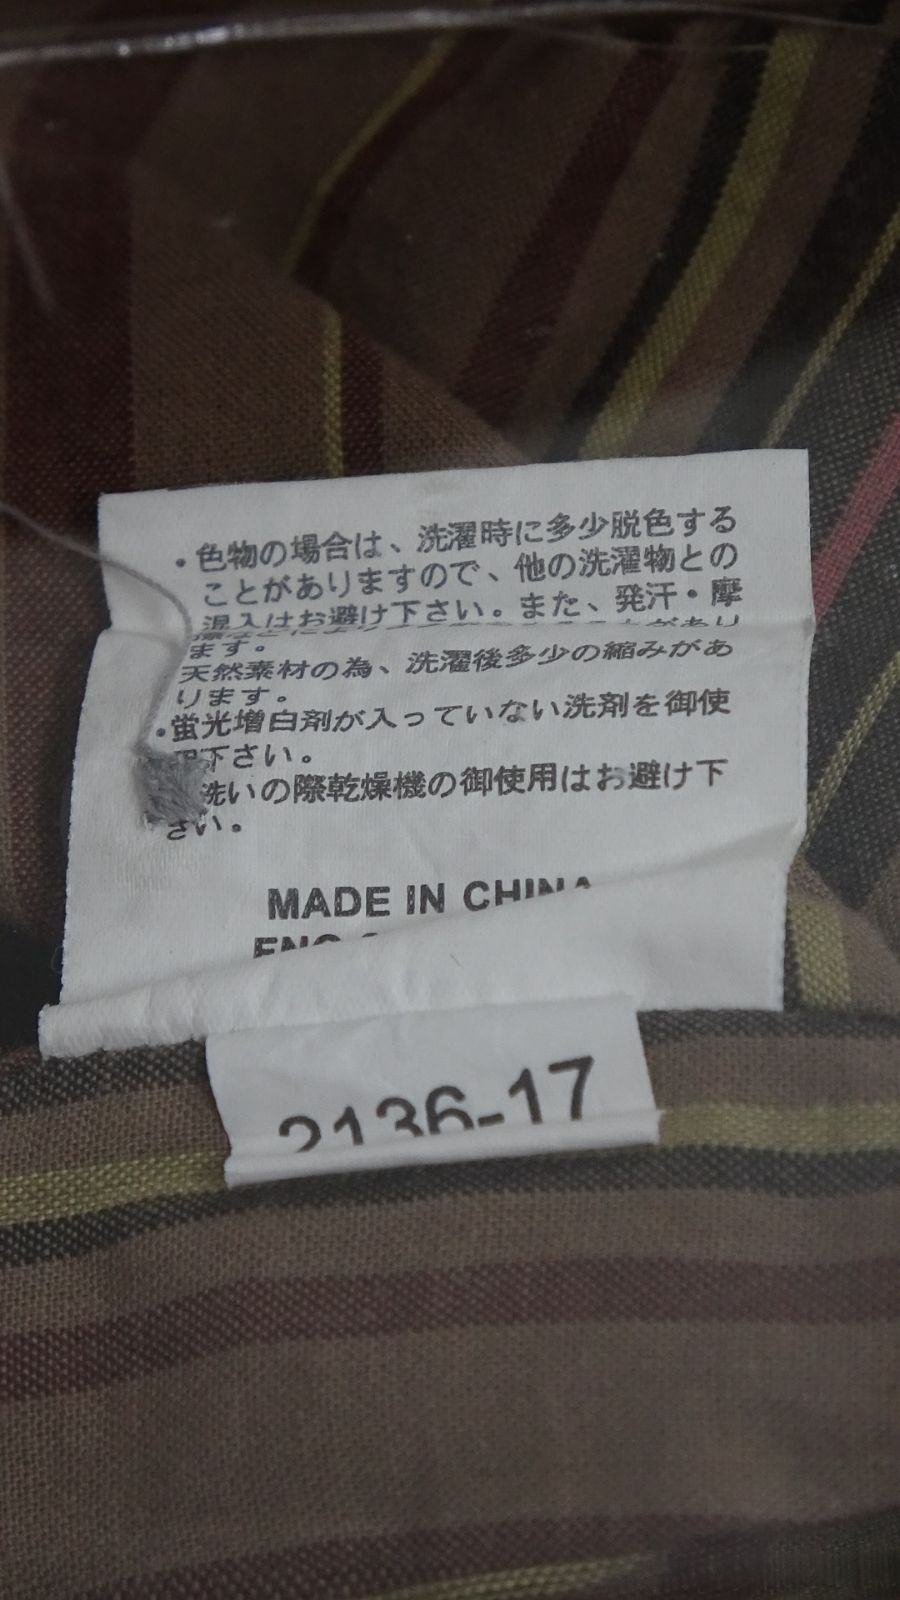 ・色物の場合は、洗濯時に多少脱色する
ことがありますので、他の洗濯物との
混入はお避け下さい。また、発汗・摩
ます。
天然素材の為、洗濯後多少の縮みがあ
ります。
・蛍光増白剤が入っていない洗剤を御使
下さい。
洗いの際乾燥機の御使用はお避け下
さい。
MADE IN CHINA
2136-17